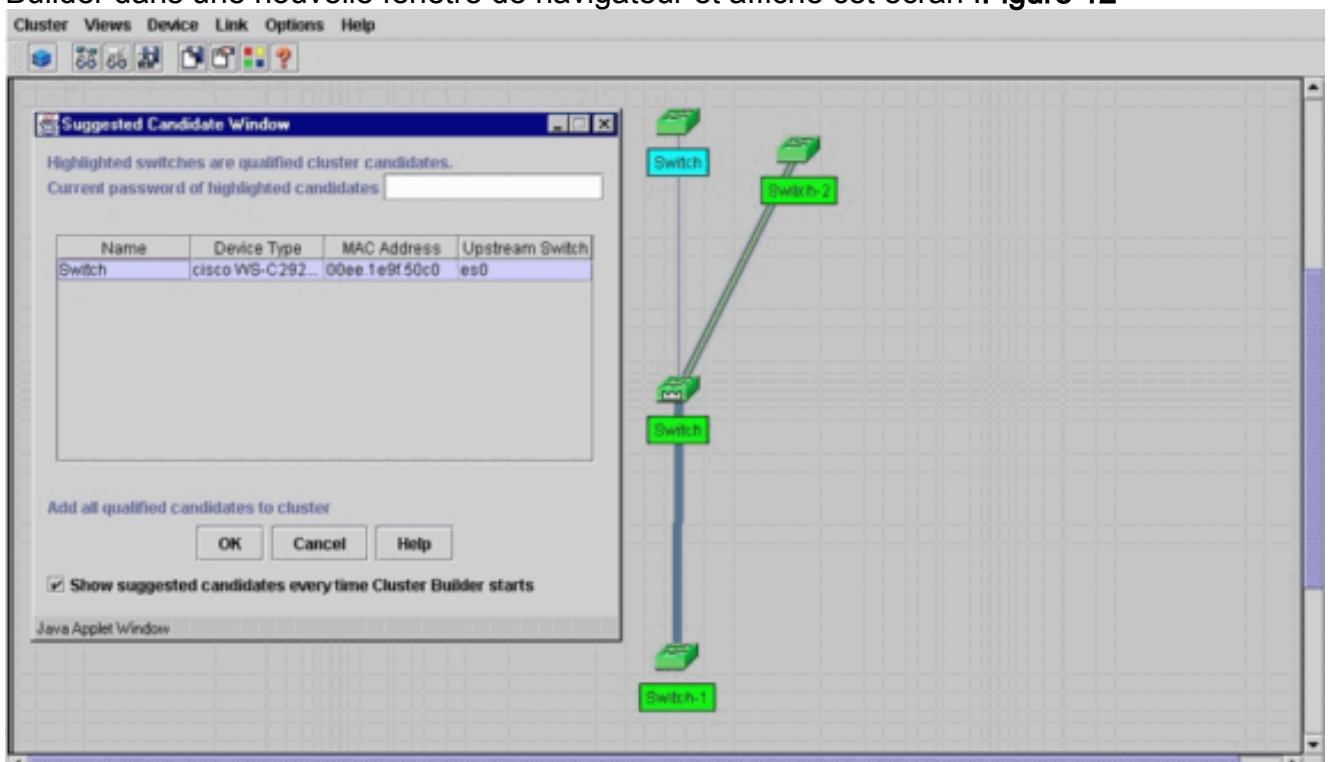 Builder dans une nouvelle fenêtre de navigateur et affiche cet écran :Figure 12
Cluster Views Device Link Options Help
Suggested Candidate Window
Highlighted switches are qualified cluster candidates.
Current password of highlighted candidates
Name Device Type MAC Address Upstream Switch
Switch cisco WS-C292... 00ee.1e9f.50c0 es0
Add all qualified candidates to cluster
OK Cancel Help
Show suggested candidates every time Cluster Builder starts
Java Applet Window
Switch
Switch-2
Switch
Switch-1